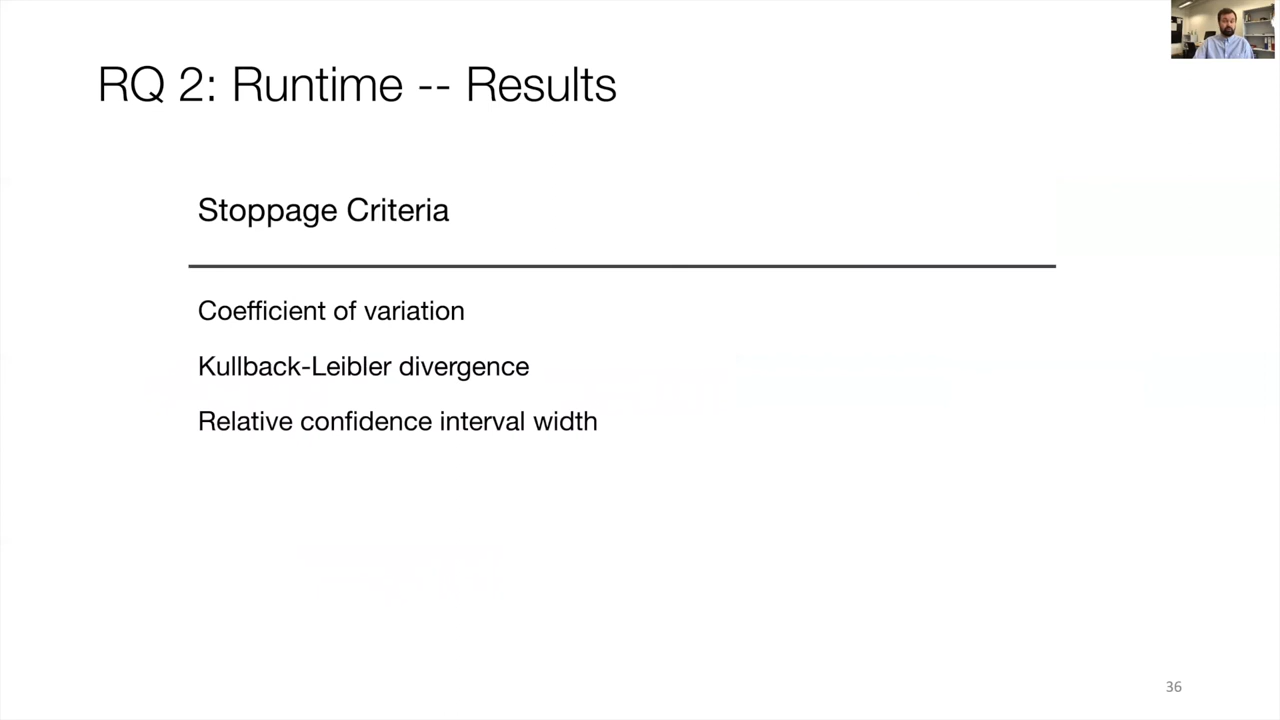 RQ 2: Runtime -- Results
Stoppage Criteria
Coefficient of variation
Kullback-Leibler divergence
Relative confidence interval width
36